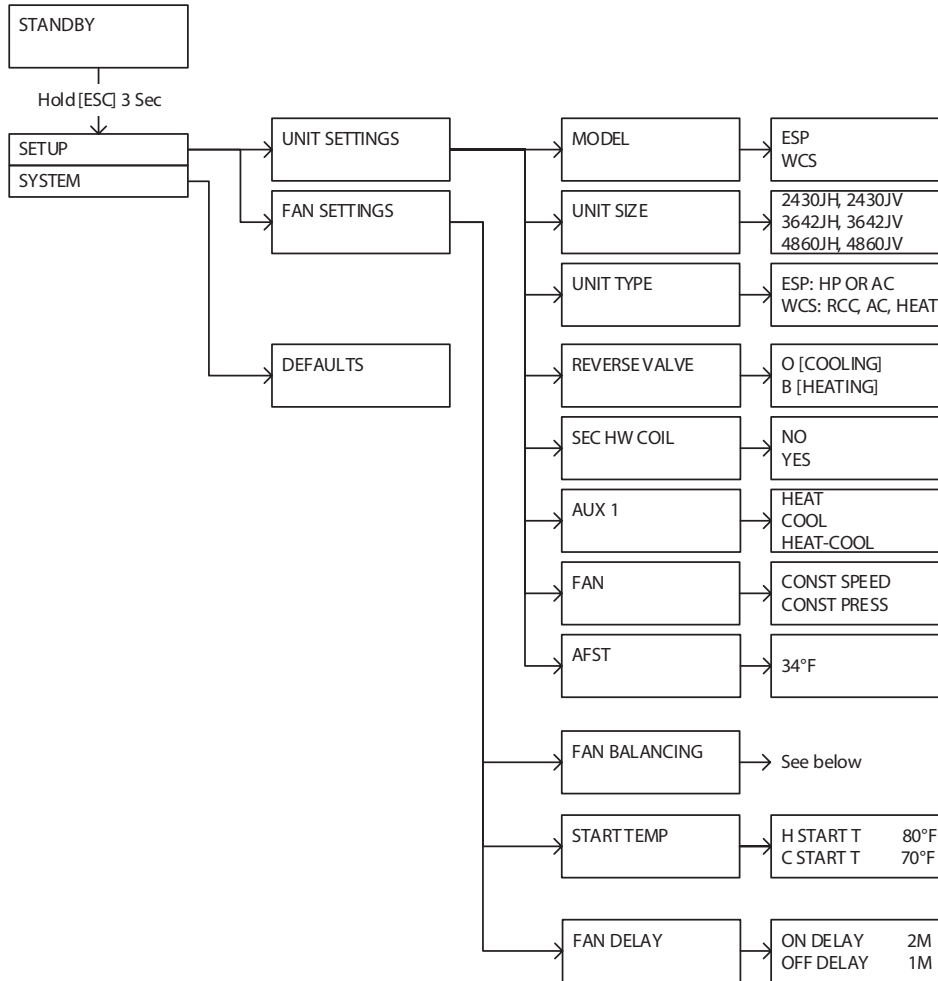 STANDBY
Hold [ESC] 3 Sec
SETUP
SYSTEM
UNIT SETTINGS
FAN SETTINGS
DEFAULTS
MODEL
ESP
WCS
UNIT SIZE
2430JH, 2430JV
3642JH, 3642JV
4860JH, 4860JV
UNIT TYPE
ESP: HP OR AC
WCS: RCC, AC, HEAT
REVERSE VALVE
O [COOLING]
B [HEATING]
SEC HW COIL
NO
YES
AUX 1
HEAT
COOL
HEAT-COOL
FAN
CONST SPEED
CONST PRESS
AFST
34°F
FAN BALANCING
See below
START TEMP
H START T 80°F
C START T 70°F
FAN DELAY
ON DELAY 2M
OFF DELAY 1M